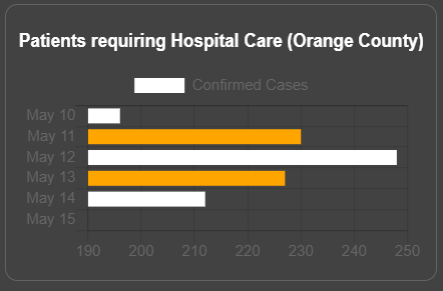 Patients requiring Hospital Care (Orange County)
Confirmed Cases
May 10
May 11
May 12
May 13
May 14
May 15
190 200 210 220 230 240 250